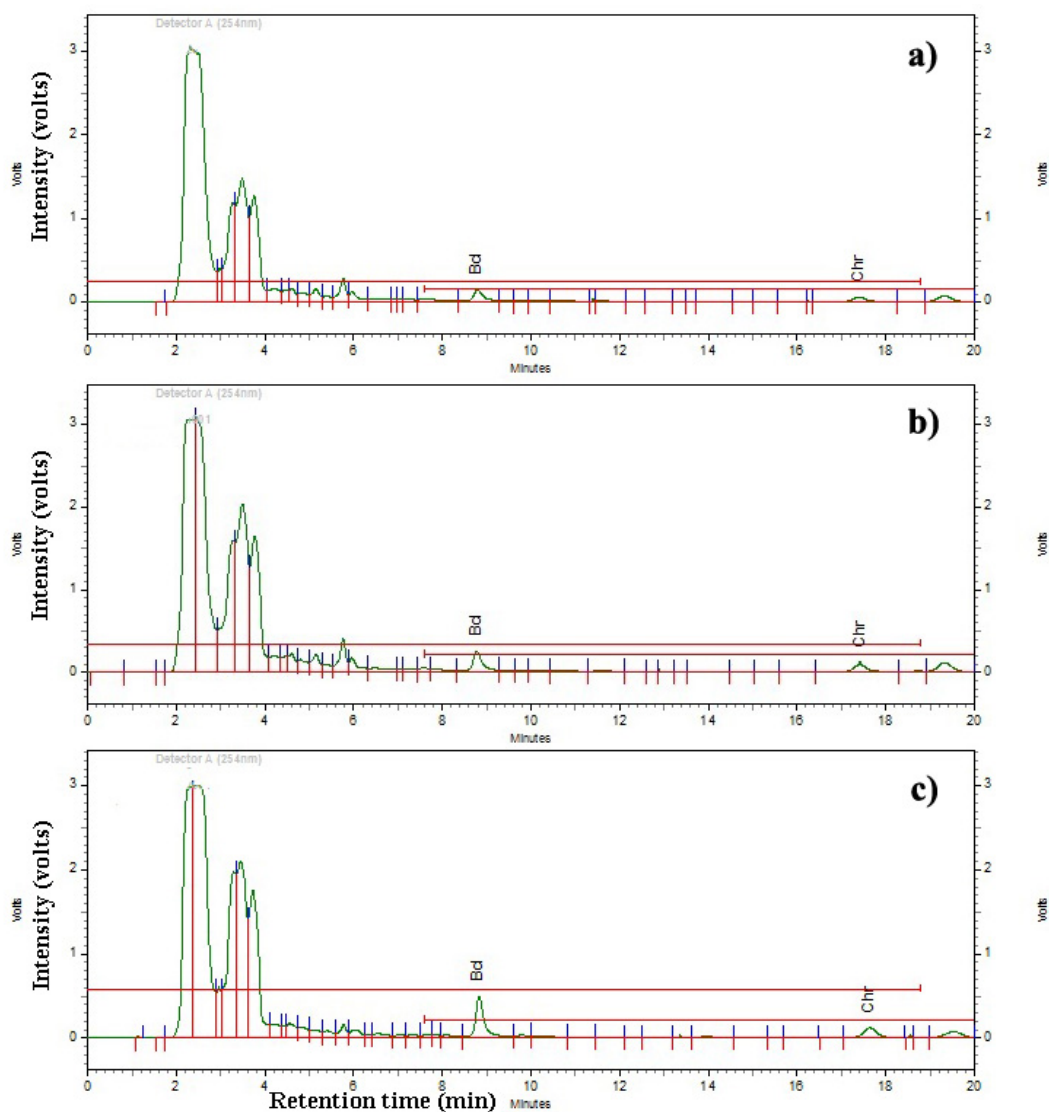 Detector A (254nm)
a)
Intensity (volts)
Volts
3
2
1
0
Bd
Chr
3
2
1
0
Volts
0 2 4 6 8 10 12 14 16 18 20
Minutes
Detector A (254nm)
b)
Intensity (volts)
Volts
3
2
1
0
Bd
Chr
3
2
1
0
Volts
0 2 4 6 8 10 12 14 16 18 20
Minutes
Detector A (254nm)
c)
Intensity (volts)
Volts
3
2
1
0
Bd
Chr
3
2
1
0
Volts
0 2 4 6 8 10 12 14 16 18 20
Retention time (min) Minutes